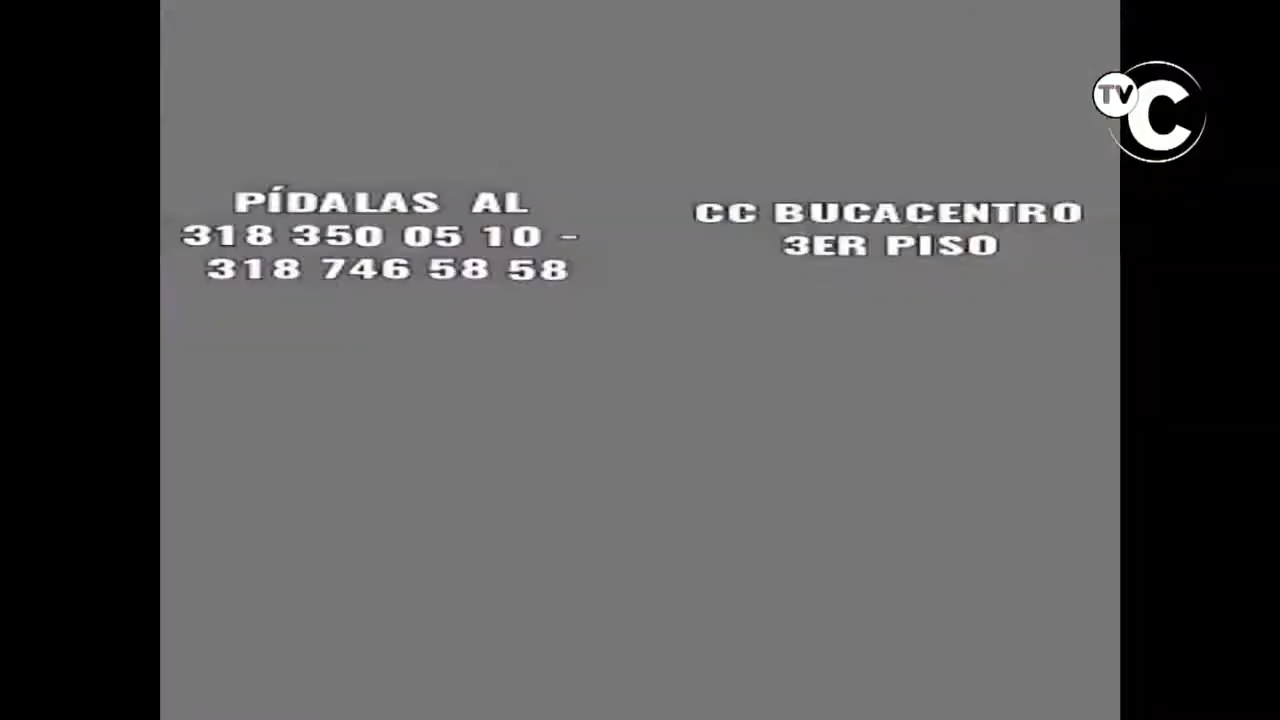 PÍDALAS AL
318 350 05 10 -
318 746 58 58
CC BUCACENTRO
3ER PISO
TV C